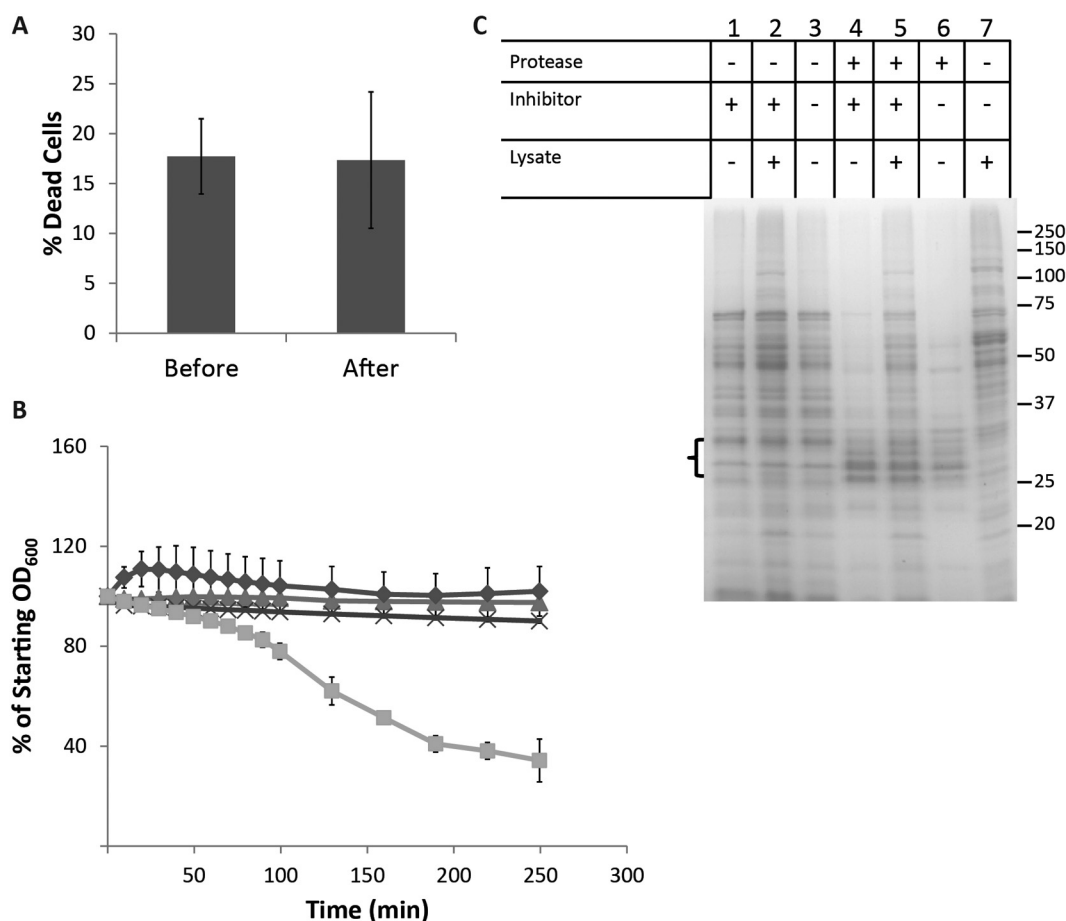 A
30
25
20
15
10
5
0
% Dead Cells
Before After
B
160
120
80
40
% of Starting OD600
50 100 150 200 250 300
Time (min)
C
1 2 3 4 5 6 7
Protease - - - + + + -
Inhibitor + + - + + - -
Lysate - + - - + - +
250
150
100
75
50
37
25
20